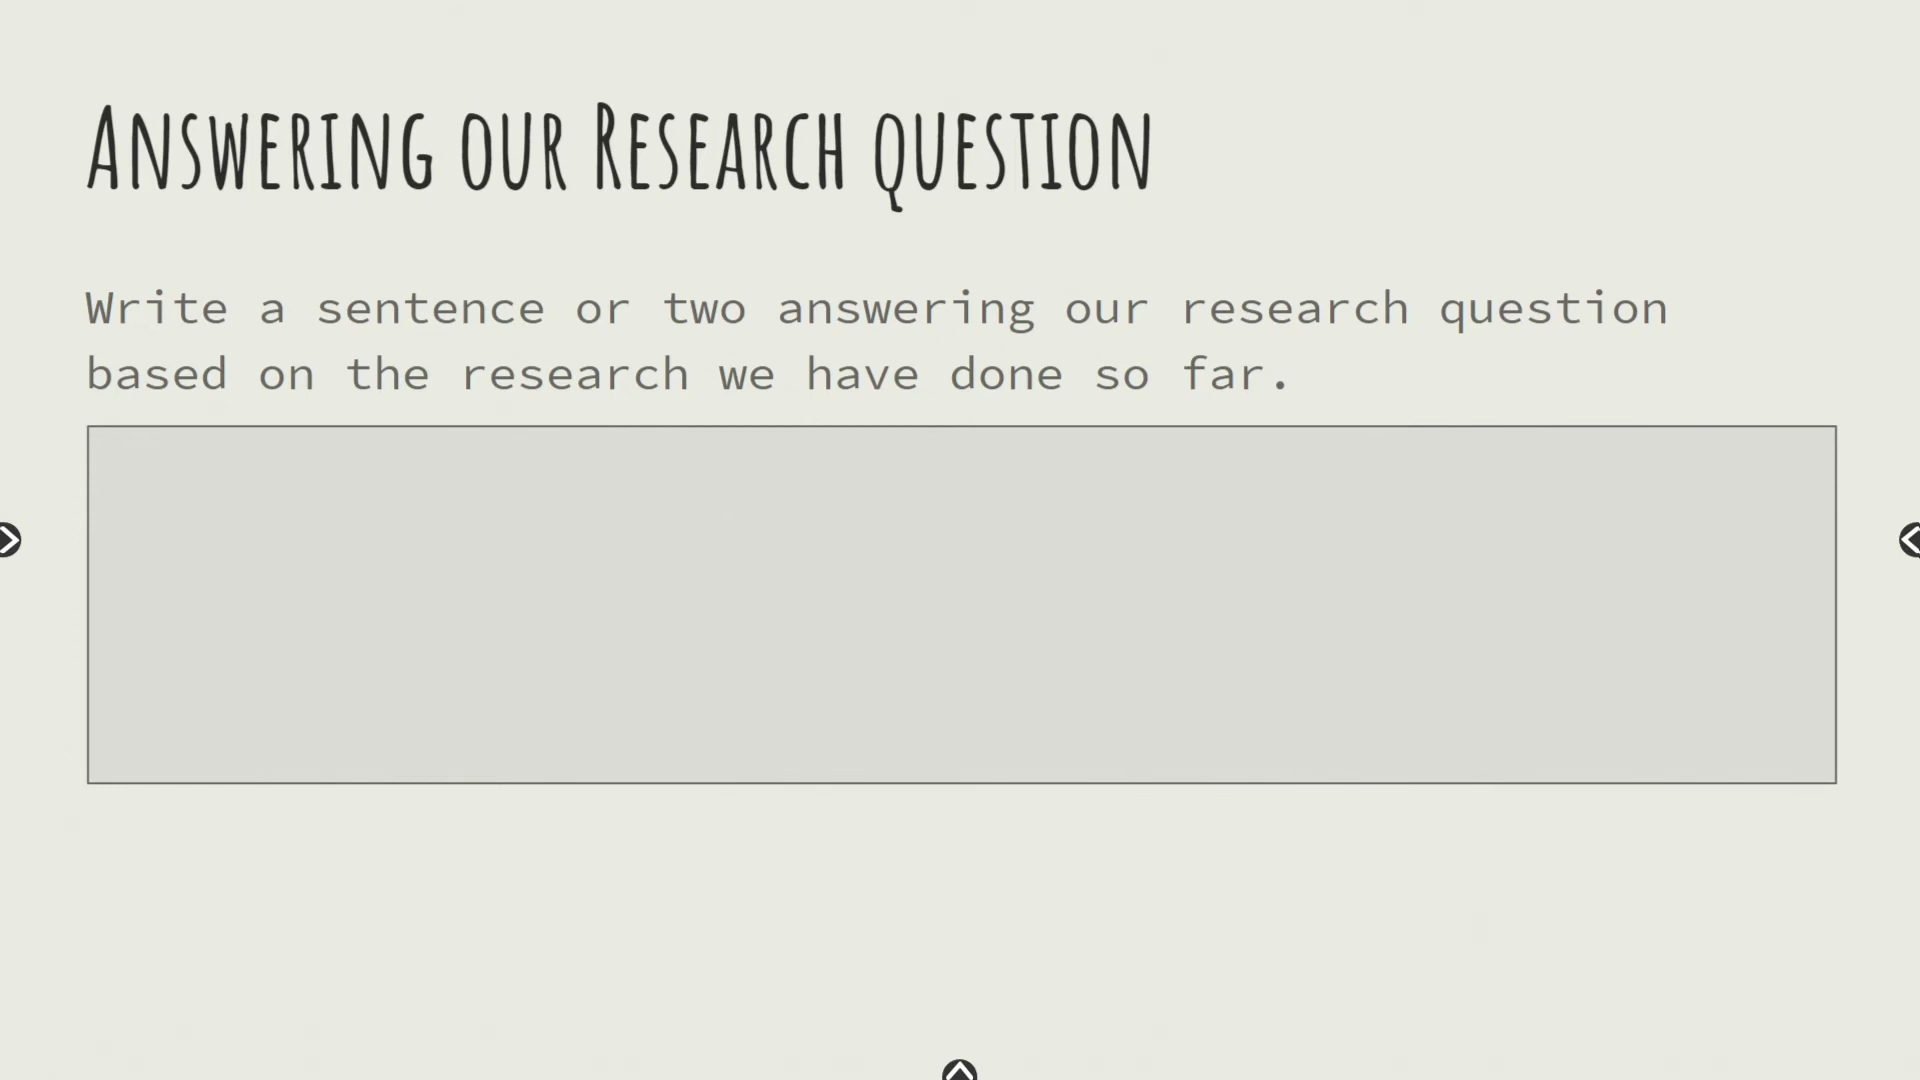 Answering our Research question
Write a sentence or two answering our research question
based on the research we have done so far.